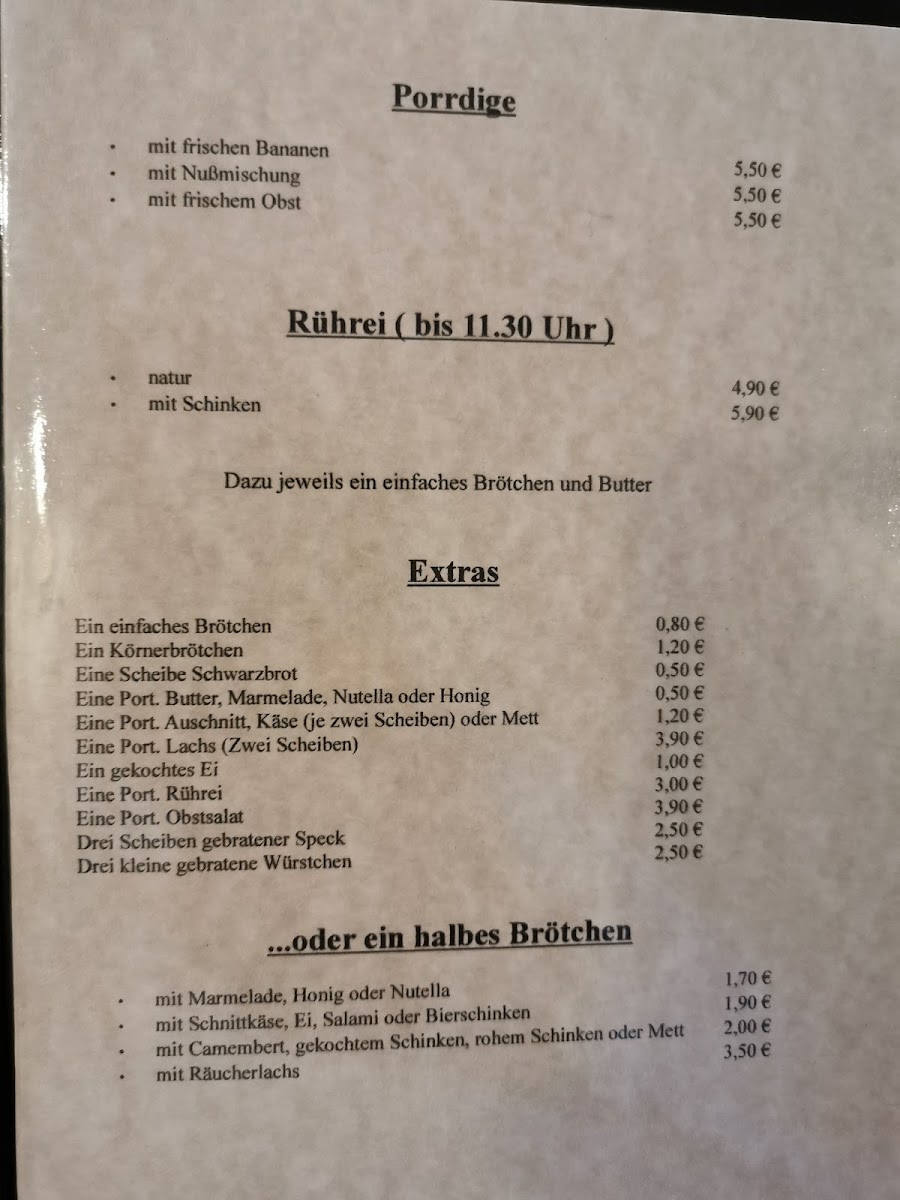 Porrdige
• mit frischen Bananen 5,50 €
• mit Nußmischung 5,50 €
• mit frischem Obst 5,50 €
Rührei ( bis 11.30 Uhr )
• natur 4,90 €
• mit Schinken 5,90 €
Dazu jeweils ein einfaches Brötchen und Butter
Extras
Ein einfaches Brötchen 0,80 €
Ein Körnerbrötchen 1,20 €
Eine Scheibe Schwarzbrot 0,50 €
Eine Port. Butter, Marmelade, Nutella oder Honig 0,50 €
Eine Port. Auschnitt, Käse (je zwei Scheiben) oder Mett 1,20 €
Eine Port. Lachs (Zwei Scheiben) 3,90 €
Ein gekochtes Ei 1,00 €
Eine Port. Rührei 3,00 €
Eine Port. Obstsalat 3,90 €
Drei Scheiben gebratener Speck 2,50 €
Drei kleine gebratene Würstchen 2,50 €
...oder ein halbes Brötchen
• mit Marmelade, Honig oder Nutella 1,70 €
• mit Schnittkäse, Ei, Salami oder Bierschinken 1,90 €
• mit Camembert, gekochtem Schinken, rohem Schinken oder Mett 2,00 €
• mit Räucherlachs 3,50 €